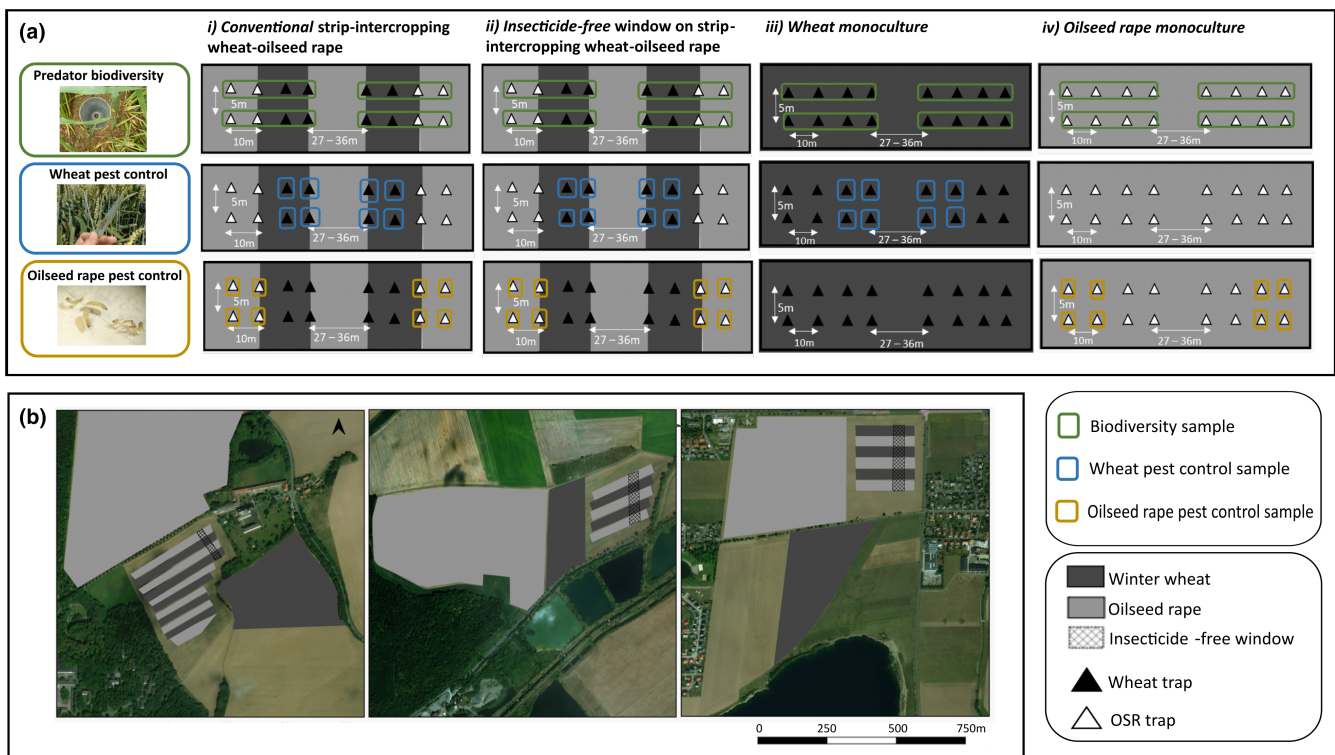 (a)
i) Conventional strip-intercropping
wheat-oilseed rape
ii) Insecticide-free window on strip-
intercropping wheat-oilseed rape
iii) Wheat monoculture
iv) Oilseed rape monoculture
Predator biodiversity
5m
10m
27 – 36m
5m
10m
27 – 36m
5m
10m
27 – 36m
5m
10m
27 – 36m
Wheat pest control
5m
10m
27 – 36m
5m
10m
27 – 36m
5m
10m
27 – 36m
5m
10m
27 – 36m
Oilseed rape pest control
5m
10m
27 – 36m
5m
10m
27 – 36m
5m
10m
27 – 36m
5m
10m
27 – 36m
(b)
0 250 500 750m
Biodiversity sample
Wheat pest control sample
Oilseed rape pest control sample
Winter wheat
Oilseed rape
Insecticide -free window
Wheat trap
OSR trap